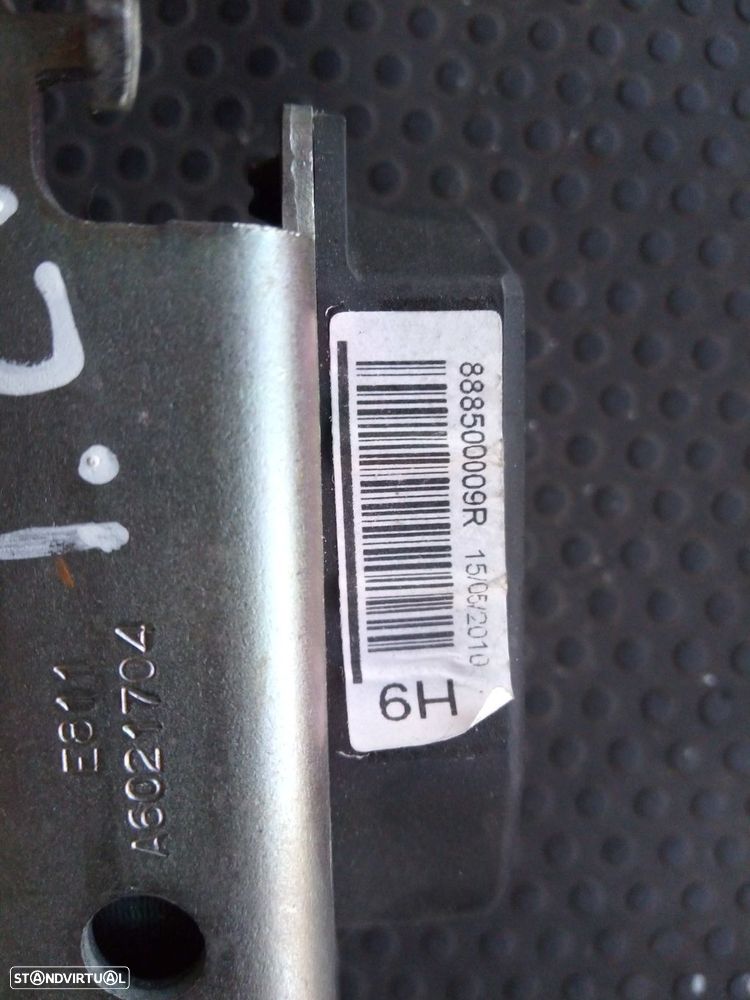 888500009R 15/05/2010
6H
E811
A6021704
STANDVIRTUAL